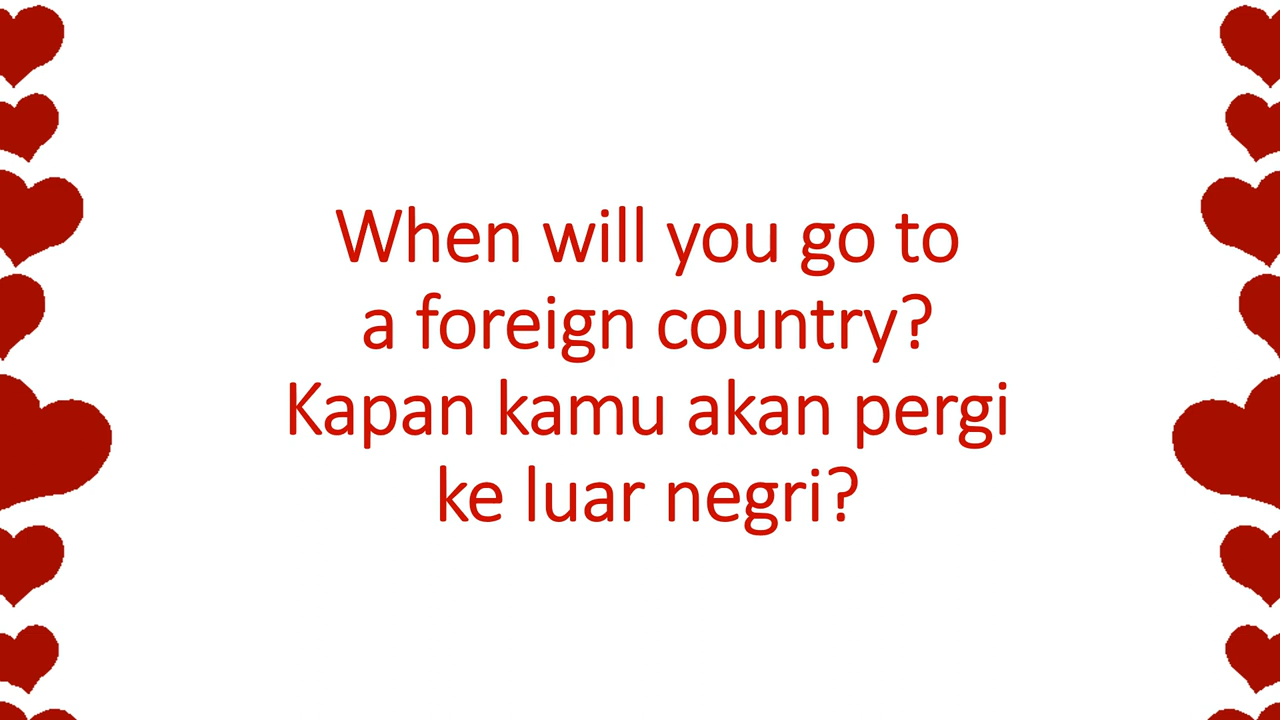 When will you go to
a foreign country?
Kapan kamu akan pergi
ke luar negri?